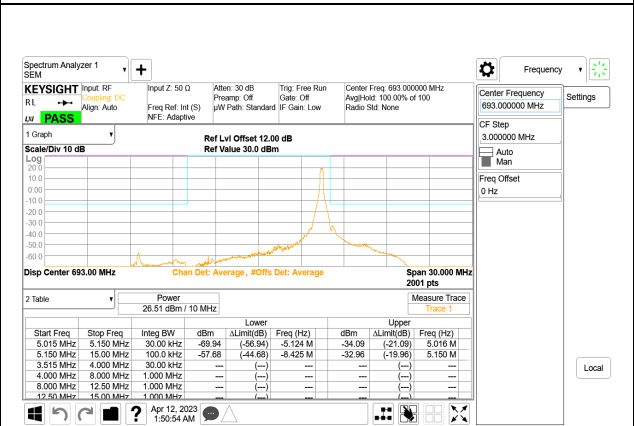 Spectrum Analyzer 1
SEM
Frequency
KEYSIGHT Input: RF Input Z: 50 Ω Atten: 30 dB Trig: Free Run Center Freq: 693.000000 MHz
Coupling: DC Preamp: Off Gate: Off Avg|Hold: 100.00% of 100
RL Align: Auto Freq Ref: Int (S) µW Path: Standard IF Gain: Low Radio Std: None
LXI PASS NFE: Adaptive
Center Frequency
693.000000 MHz
Settings
CF Step
3.000000 MHz
Auto
Man
Freq Offset
0 Hz
Local
1 Graph
Ref Lvl Offset 12.00 dB
Scale/Div 10 dB Ref Value 30.0 dBm
Log
20.0
10.0
0.00
-10.0
-20.0
-30.0
-40.0
-50.0
-60.0
Disp Center 693.00 MHz Chan Det: Average, #Offs Det: Average Span 30.000 MHz
2001 pts
2 Table Power Measure Trace
26.51 dBm / 10 MHz Trace 1
Lower Upper
Start Freq Stop Freq Integ BW dBm ΔLimit(dB) Freq (Hz) dBm ΔLimit(dB) Freq (Hz)
5.015 MHz 5.150 MHz 30.00 kHz -69.94 (-56.94) -5.124 M -34.09 (-21.09) 5.016 M
5.150 MHz 15.00 MHz 100.0 kHz -57.68 (-44.68) -8.425 M -32.96 (-19.96) 5.150 M
3.515 MHz 4.000 MHz 30.00 kHz --- (---) --- --- (---) ---
4.000 MHz 8.000 MHz 1.000 MHz --- (---) --- --- (---) ---
8.000 MHz 12.50 MHz 1.000 MHz --- (---) --- --- (---) ---
12.50 MHz 15.00 MHz 1.000 MHz --- (---) --- --- (---) ---
Apr 12, 2023
1:50:54 AM